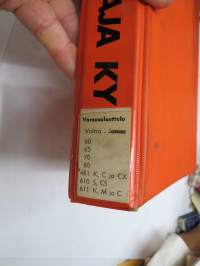 AJA KY
Varaosaluettelo
Valtra -
60
65
70
80
481 K, C ja CX
610 S, CS
611 K, M ja C